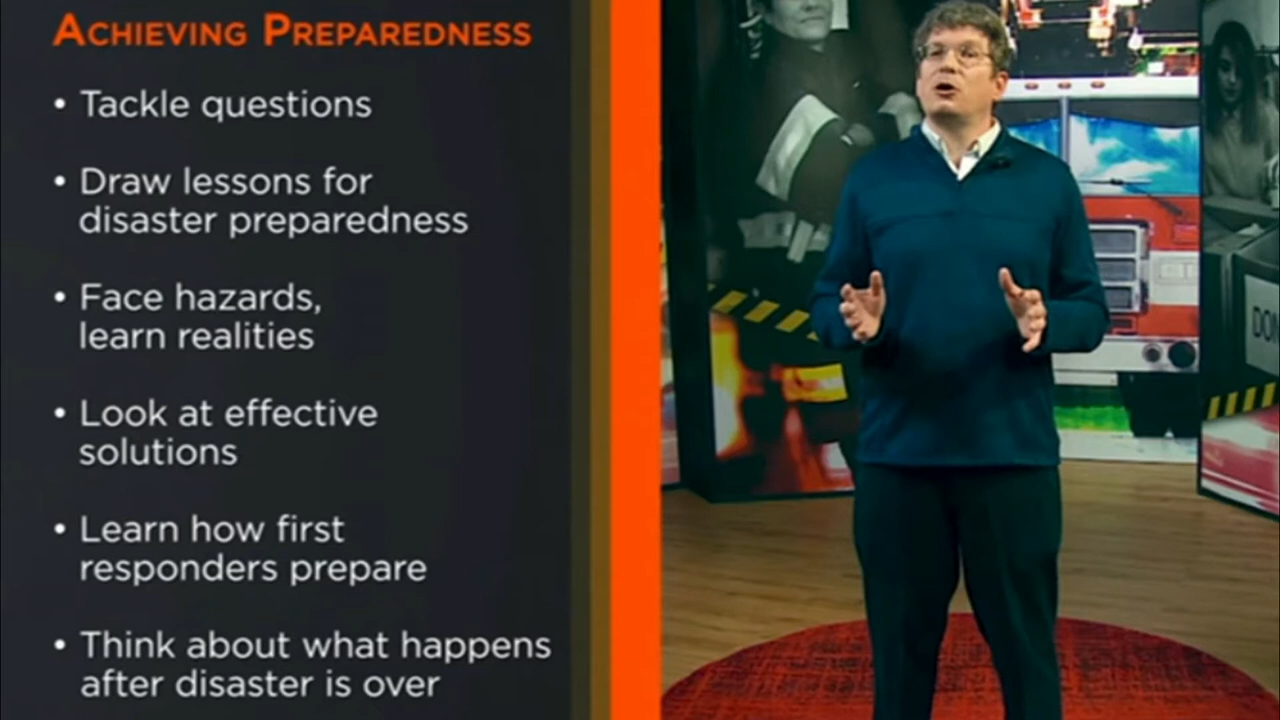 ACHIEVING PREPAREDNESS
• Tackle questions
• Draw lessons for
disaster preparedness
• Face hazards,
learn realities
• Look at effective
solutions
• Learn how first
responders prepare
• Think about what happens
after disaster is over